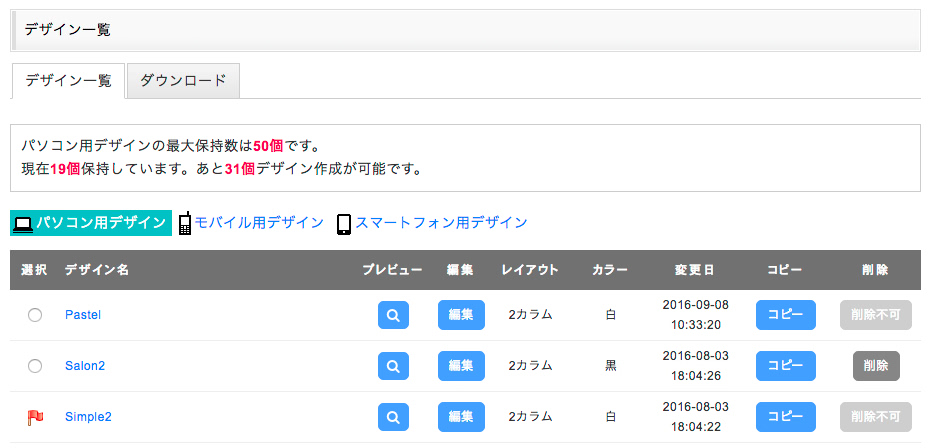 デザイン一覧
デザイン一覧 ダウンロード
パソコン用デザインの最大保持数は50個です。
現在19個保持しています。あと31個デザイン作成が可能です。
パソコン用デザイン モバイル用デザイン スマートフォン用デザイン
選択 デザイン名 プレビュー 編集 レイアウト カラー 変更日 コピー 削除
Pastel 編集 2カラム 白 2016-09-08 10:33:20 コピー 削除不可
Salon2 編集 2カラム 黒 2016-08-03 18:04:26 コピー 削除
Simple2 編集 2カラム 白 2016-08-03 18:04:22 コピー 削除不可